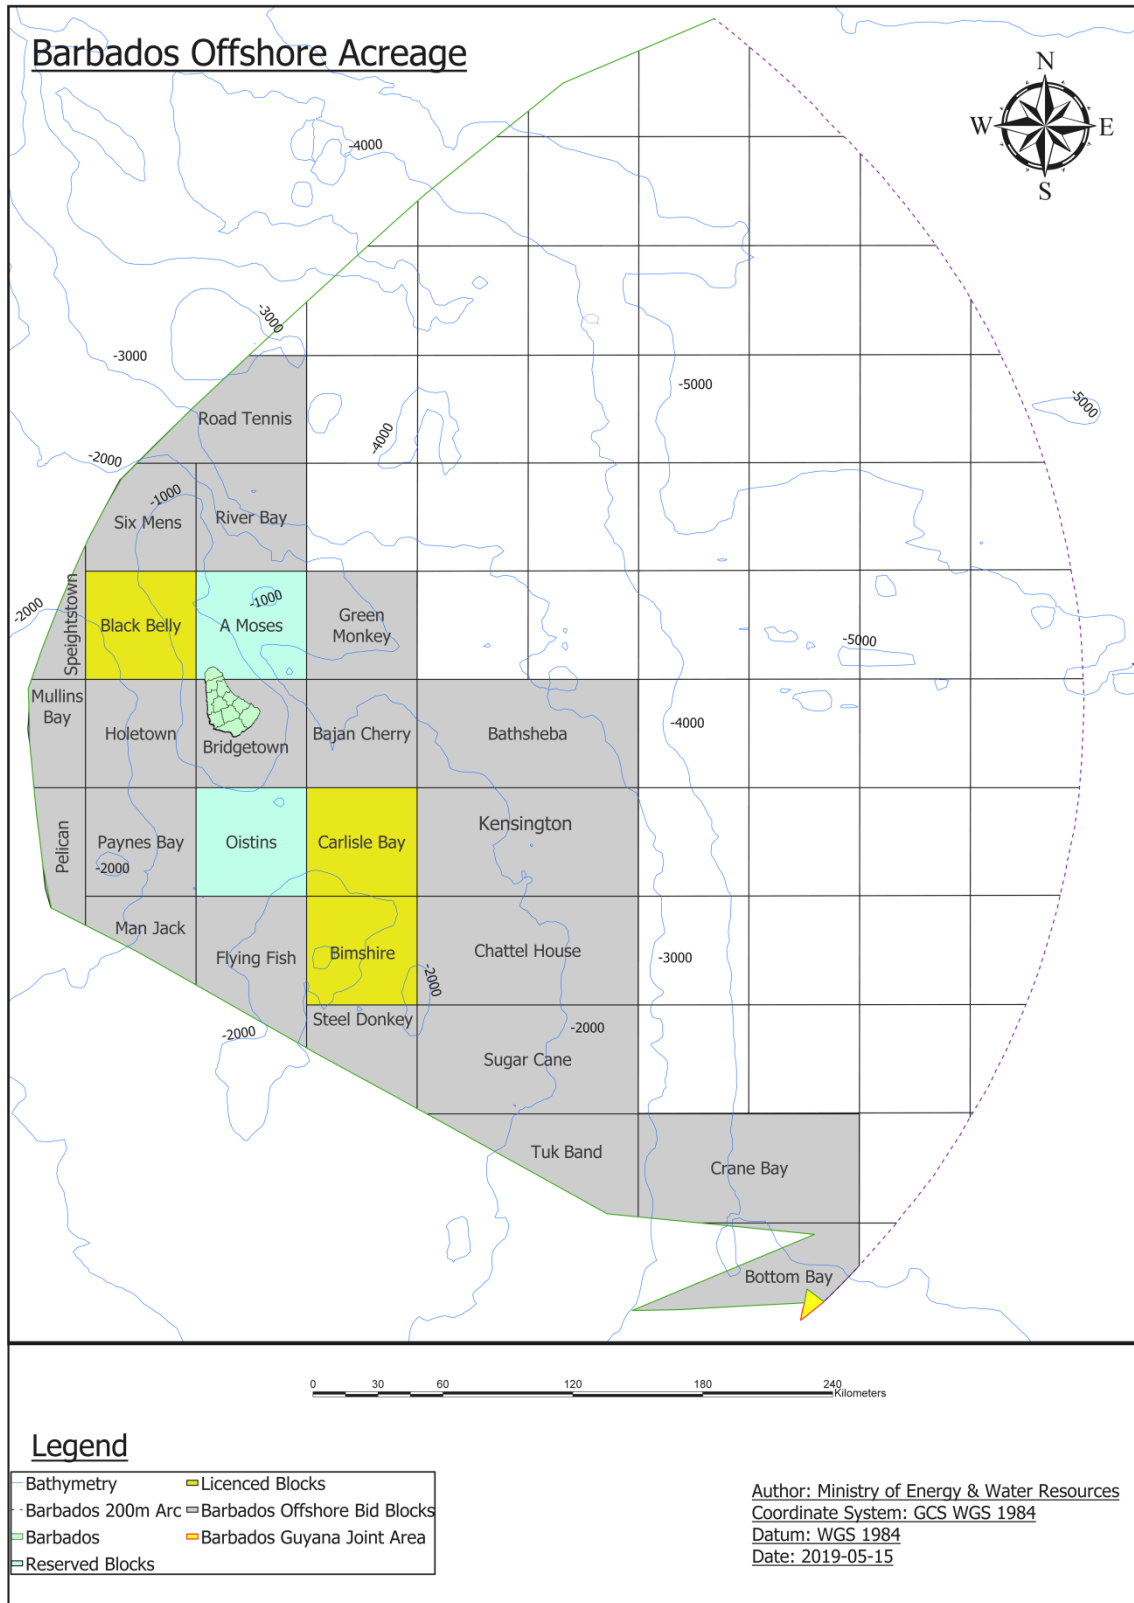 Barbados Offshore Acreage
N
W
E
S
-4000
-3000
-3000
-5000
-5000
Road Tennis
-4000
-2000
-1000
Six Mens
River Bay
-2000
Speightstown
Black Belly
-1000
A Moses
Green
Monkey
-5000
Mullins
Bay
Holetown
Bridgetown
Bajan Cherry
Bathsheba
-4000
Pelican
Paynes Bay
-2000
Oistins
Carlisle Bay
Kensington
Man Jack
Flying Fish
Bimshire
-2000
Chattel House
-3000
-2000
Steel Donkey
-2000
Sugar Cane
Tuk Band
Crane Bay
Bottom Bay
0 30 60 120 180 240
Kilometers
Legend
Bathymetry
Barbados 200m Arc
Barbados
Reserved Blocks
Licenced Blocks
Barbados Offshore Bid Blocks
Barbados Guyana Joint Area
Author: Ministry of Energy & Water Resources
Coordinate System: GCS WGS 1984
Datum: WGS 1984
Date: 2019-05-15